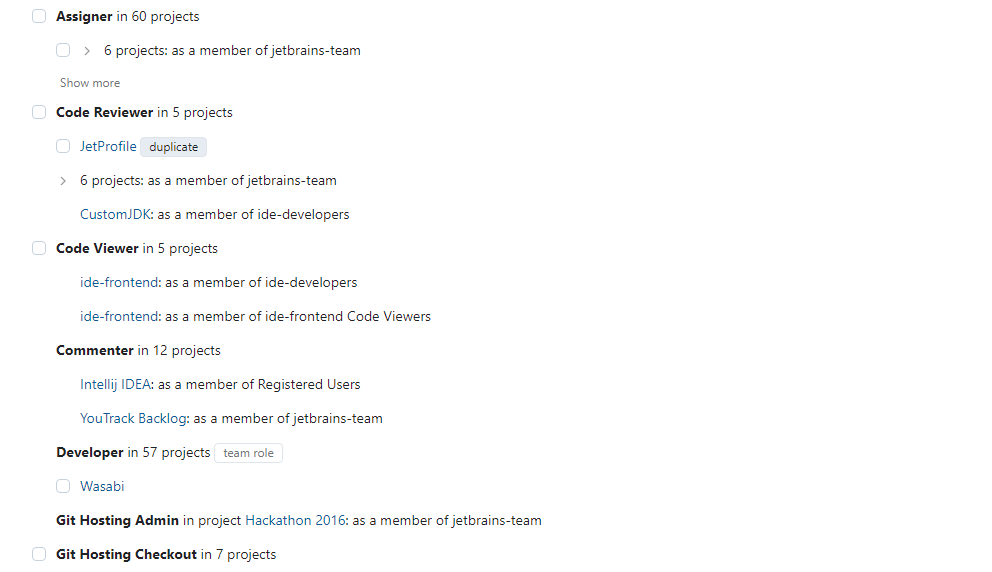 Assigner in 60 projects
6 projects: as a member of jetbrains-team
Show more
Code Reviewer in 5 projects
JetProfile duplicate
6 projects: as a member of jetbrains-team
CustomJDK: as a member of ide-developers
Code Viewer in 5 projects
ide-frontend: as a member of ide-developers
ide-frontend: as a member of ide-frontend Code Viewers
Commenter in 12 projects
Intellij IDEA: as a member of Registered Users
YouTrack Backlog: as a member of jetbrains-team
Developer in 57 projects team role
Wasabi
Git Hosting Admin in project Hackathon 2016: as a member of jetbrains-team
Git Hosting Checkout in 7 projects